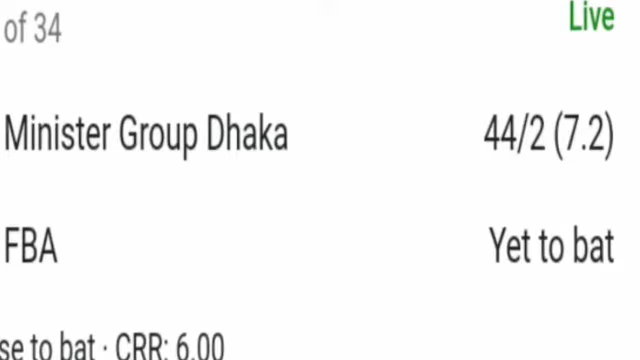 of 34
Live
Minister Group Dhaka 44/2 (7.2)
FBA Yet to bat
se to bat · CRR: 6.00